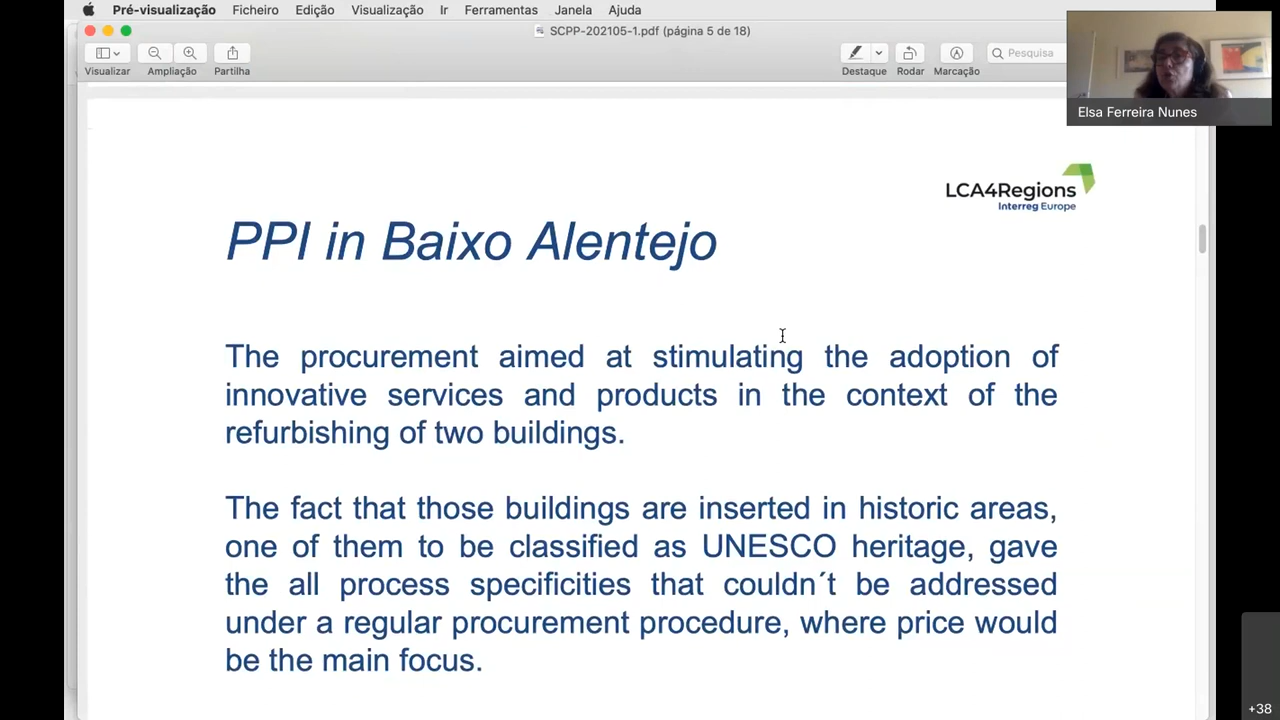 Pré-visualização Ficheiro Edição Visualização Ir Ferramentas Janela Ajuda
SCPP-202105-1.pdf (página 5 de 18)
Visualizar Ampliação Partilha Destaque Rodar Marcação Pesquisa
Elsa Ferreira Nunes
LCA4Regions
Interreg Europe
PPI in Baixo Alentejo
The procurement aimed at stimulating the adoption of
innovative services and products in the context of the
refurbishing of two buildings.
The fact that those buildings are inserted in historic areas,
one of them to be classified as UNESCO heritage, gave
the all process specificities that couldn´t be addressed
under a regular procurement procedure, where price would
be the main focus.
+38